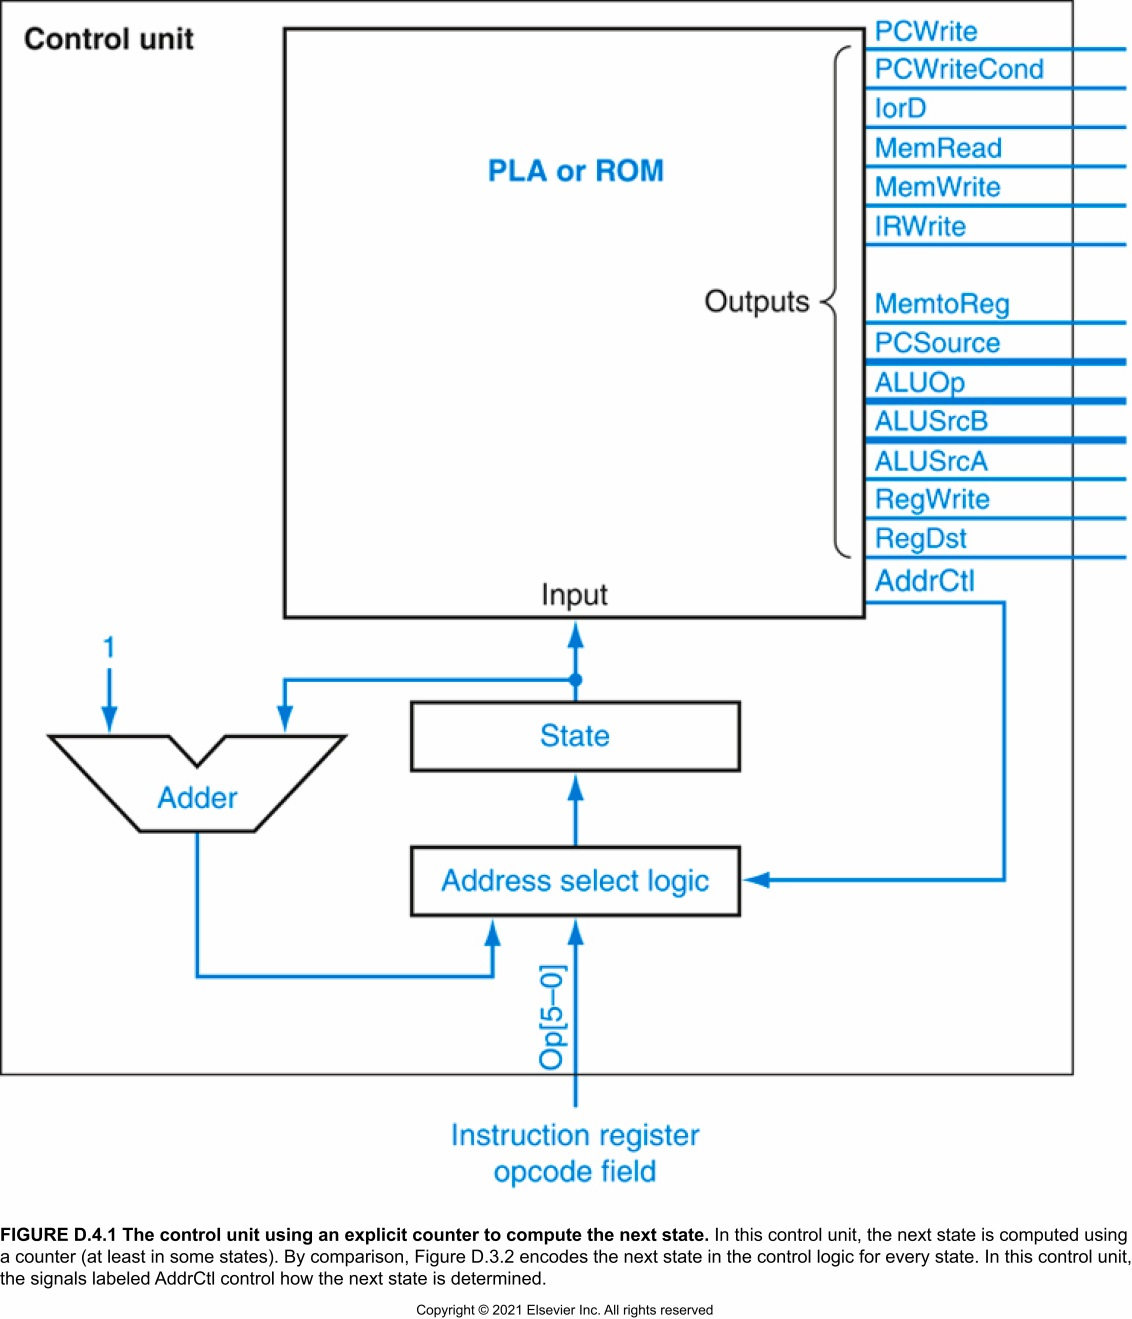 Control unit
PLA or ROM
Outputs
PCWrite
PCWriteCond
IorD
MemRead
MemWrite
IRWrite
MemtoReg
PCSource
ALUOp
ALUSrcB
ALUSrcA
RegWrite
RegDst
AddrCtl
Input
1
State
Adder
Address select logic
Op[5–0]
Instruction register
opcode field
FIGURE D.4.1 The control unit using an explicit counter to compute the next state. In this control unit, the next state is computed using
a counter (at least in some states). By comparison, Figure D.3.2 encodes the next state in the control logic for every state. In this control unit,
the signals labeled AddrCtl control how the next state is determined.
Copyright © 2021 Elsevier Inc. All rights reserved